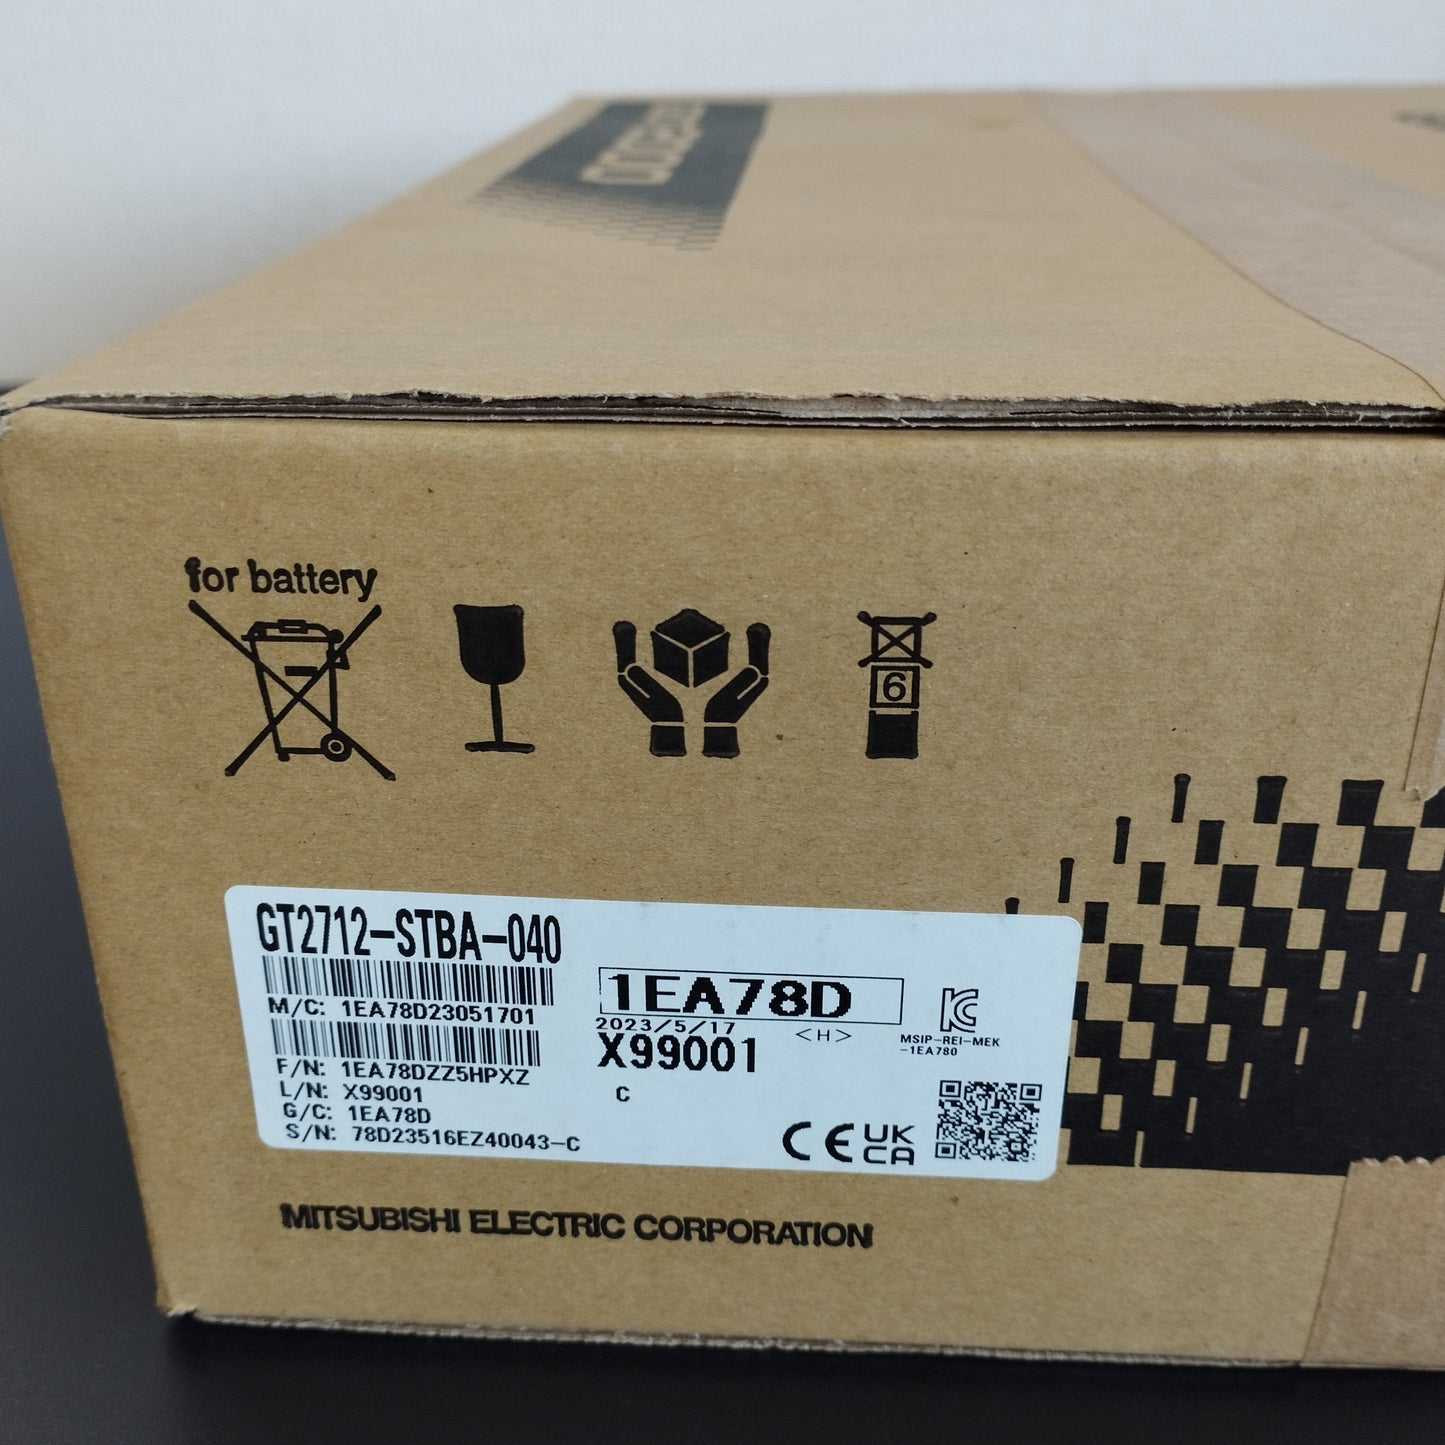 for battery
6
GT2712-STBA-040
M/C: 1EA78D23051701
F/N: 1EA78DZZ5HPXZ
L/N: X99001
G/C: 1EA78D
S/N: 78D23516EZ40043-C
1EA78D
2023/5/17 <H>
X99001
C
MSIP-REI-MEK
-1EA780
CE
UK
CA
MITSUBISHI ELECTRIC CORPORATION